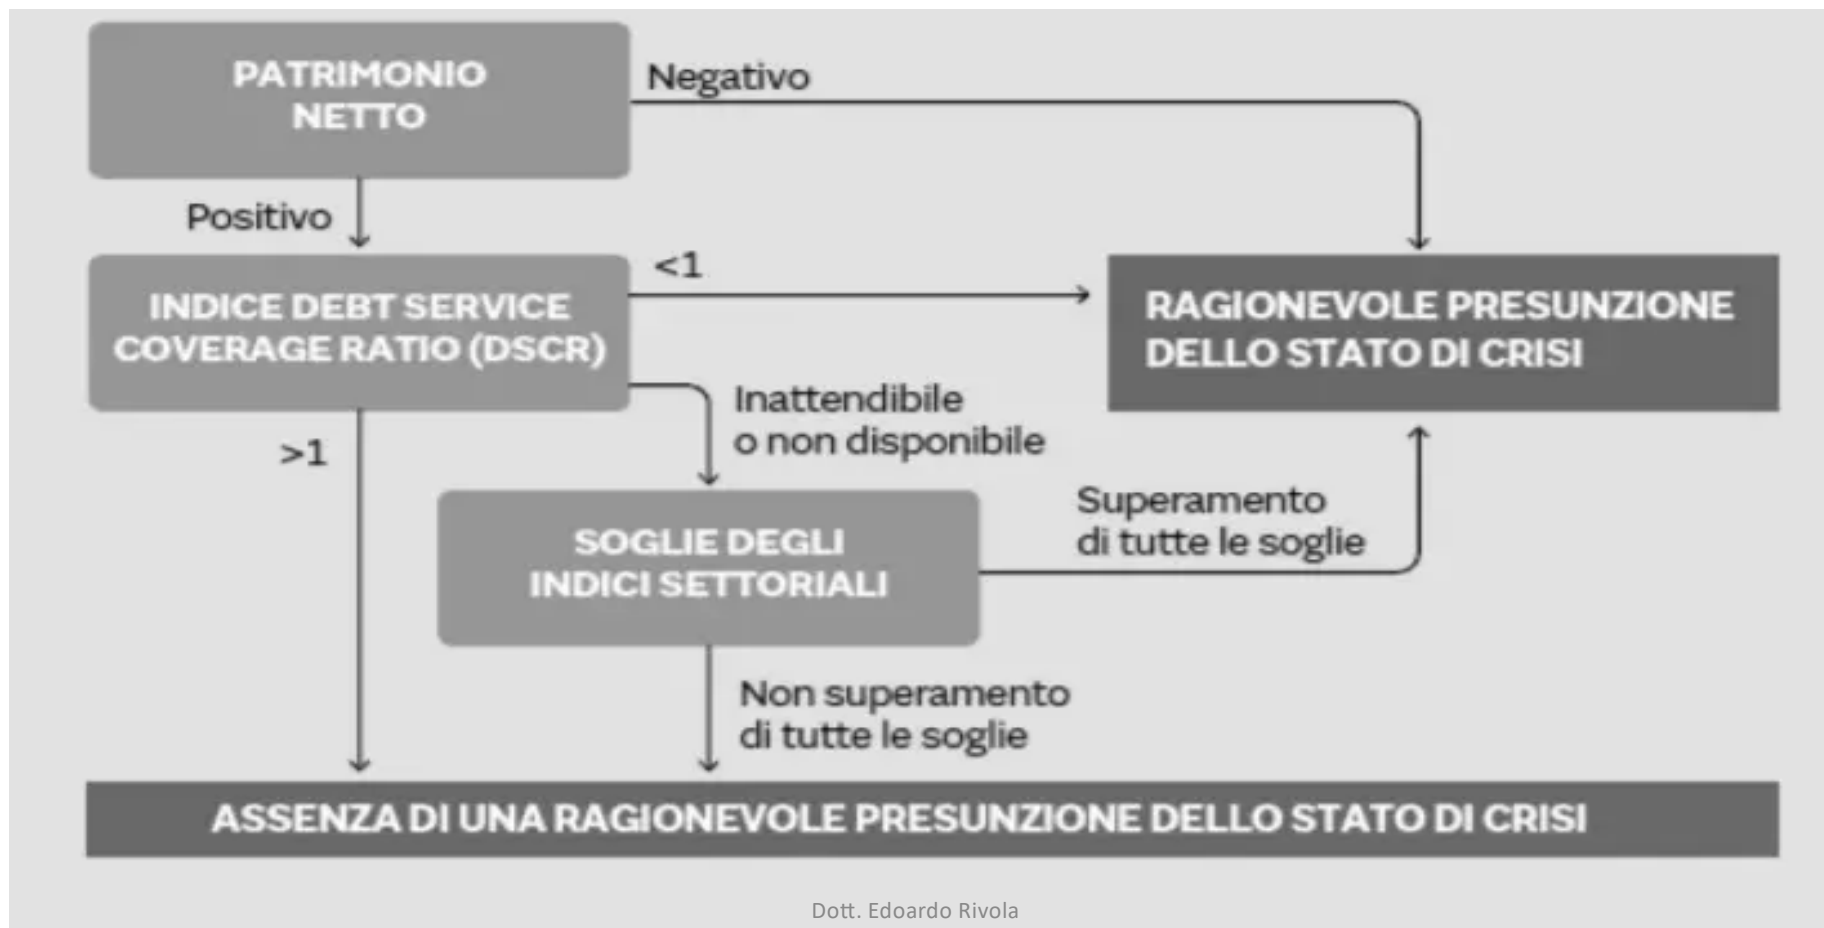 PATRIMONIO
NETTO
Negativo
Positivo
INDICE DEBT SERVICE
COVERAGE RATIO (DSCR)
<1
RAGIONEVOLE PRESUNZIONE
DELLO STATO DI CRISI
Inattendibile
o non disponibile
>1
SOGLIE DEGLI
INDICI SETTORIALI
Superamento
di tutte le soglie
Non superamento
di tutte le soglie
ASSENZA DI UNA RAGIONEVOLE PRESUNZIONE DELLO STATO DI CRISI
Dott. Edoardo Rivola